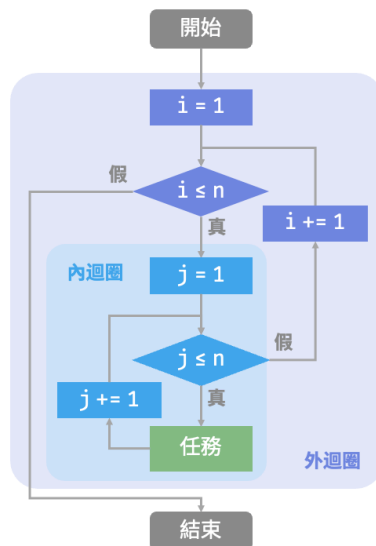 開始
i = 1
假
i ≤ n
i += 1
真
內迴圈
j = 1
假
j ≤ n
j += 1
真
任務
外迴圈
結束